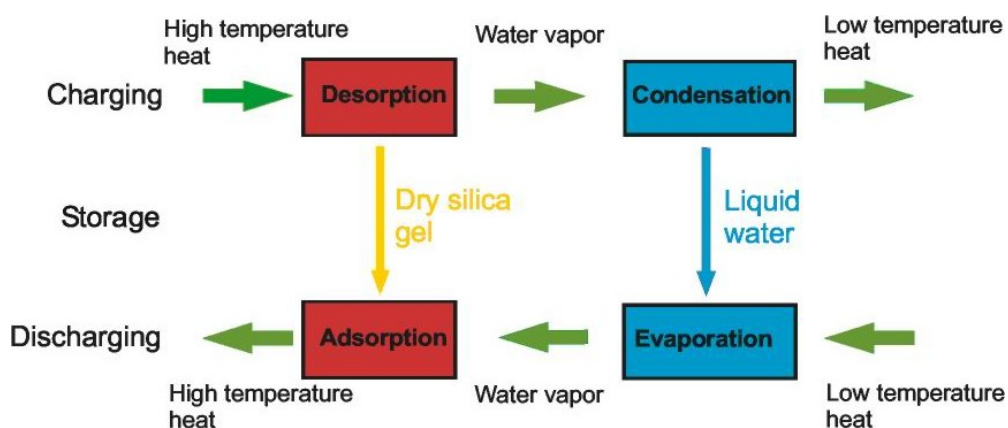 High temperature
heat
Water vapor
Low temperature
heat
Charging
Desorption
Condensation
Storage
Dry silica
gel
Liquid
water
Discharging
Adsorption
Evaporation
High temperature
heat
Water vapor
Low temperature
heat